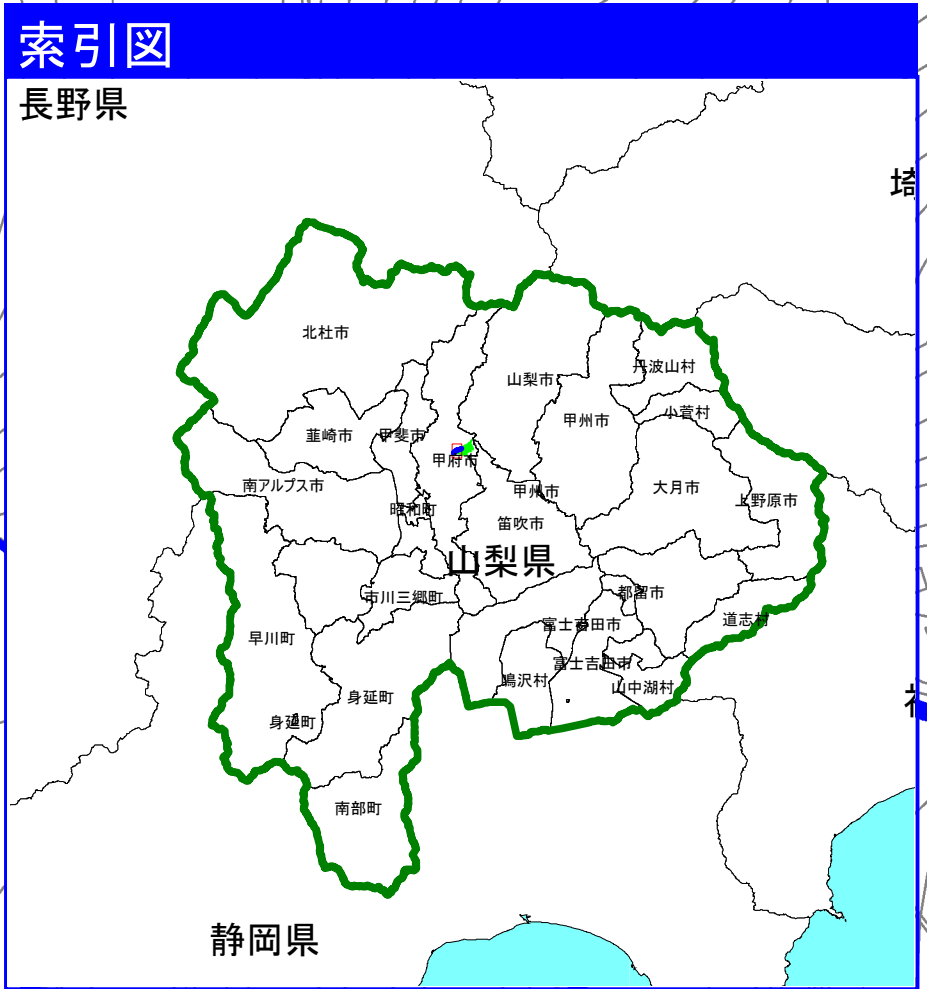 索引図
長野県
埼
北杜市
丹波山村
山梨市
小菅村
甲州市
韮崎市
甲斐市
甲府市
南アルプス市
大月市
甲州市
上野原市
昭和町
笛吹市
山梨県
都留市
市川三郷町
道志村
富士吉田市
早川町
富士吉田市
鳴沢村
山中湖村
身延町
身延町
南部町
静岡県